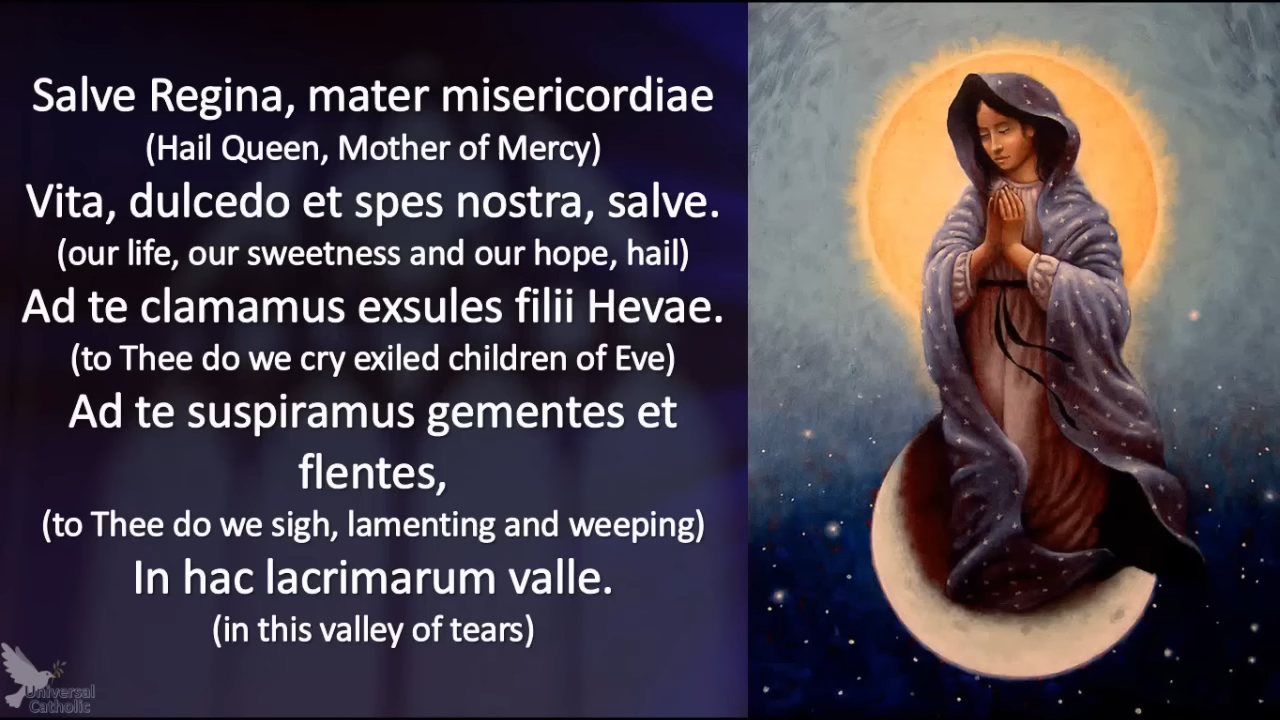 Salve Regina, mater misericordiae
(Hail Queen, Mother of Mercy)
Vita, dulcedo et spes nostra, salve.
(our life, our sweetness and our hope, hail)
Ad te clamamus exsules filii Hevae.
(to Thee do we cry exiled children of Eve)
Ad te suspiramus gementes et
flentes,
(to Thee do we sigh, lamenting and weeping)
In hac lacrimarum valle.
(in this valley of tears)
Universal
Catholic